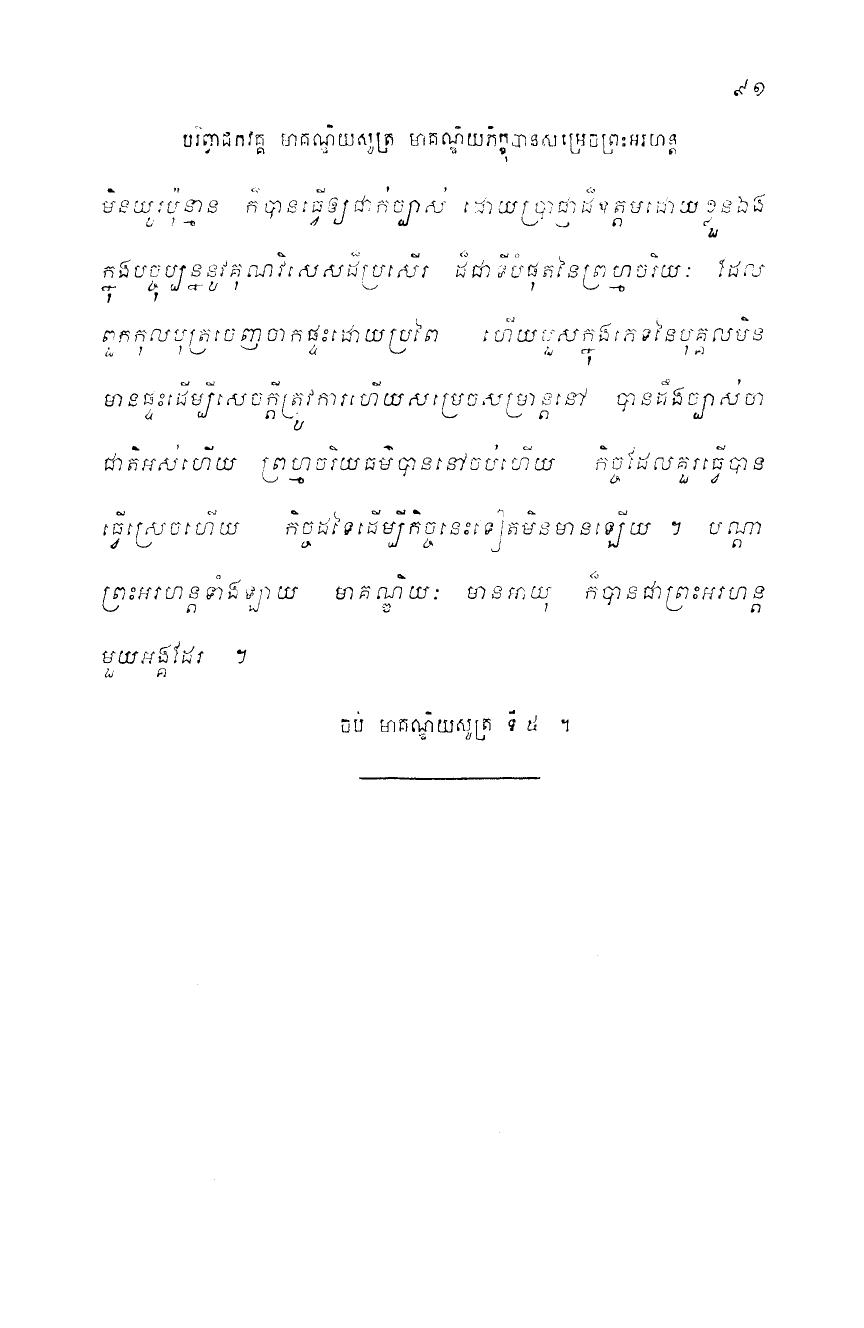 ៩១
បរិព្វាជកវគ្គ មាគណ្ឌិយសូត្រ មាគណ្ឌិយភិក្ខុបានសម្រេចព្រះអរហន្ត
មិនយូរប៉ុន្មាន ក៏បានធ្វើឲ្យជាក់ច្បាស់ ដោយប្រាជ្ញាដ៏ឧត្តមដោយខ្លួនឯង
ក្នុងបច្ចុប្បន្ននូវគុណវិសេសដ៏ប្រសើរ ដ៏ជាទីបំផុតនៃព្រហ្មចរិយៈ ដែល
ពួកកុលបុត្រចេញចាកផ្ទះដោយប្រពៃ ហើយបួសក្នុងភេទនៃបុគ្គលមិន
មានផ្ទះដើម្បីសេចក្តីត្រូវការហើយសម្រេចសម្រាន្តនៅ បានដឹងច្បាស់ថា
ជាតិអស់ហើយ ព្រហ្មចរិយធម៌បាននៅចប់ហើយ កិច្ចដែលគួរធ្វើបាន
ធ្វើស្រេចហើយ កិច្ចដទៃដើម្បីកិច្ចនេះទៀតមិនមានឡើយ ។ បណ្តា
ព្រះអរហន្តទាំងឡាយ មាគណ្ឌិយៈ មានអាយុ ក៏បានជាព្រះអរហន្ត
មួយអង្គដែរ ។
ចប់ មាគណ្ឌិយសូត្រ ទី ៥ ។